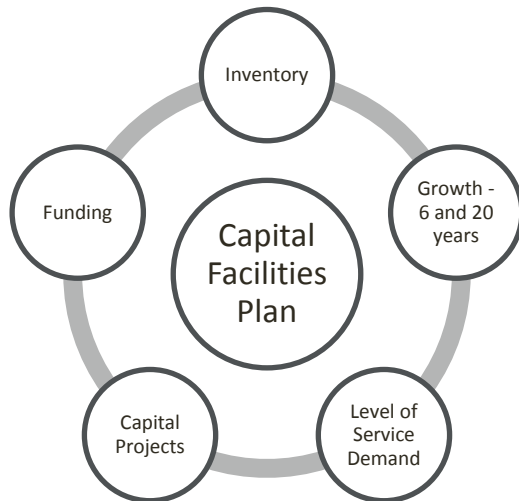 Inventory
Growth -
6 and 20
years
Funding
Capital
Facilities
Plan
Capital
Projects
Level of
Service
Demand